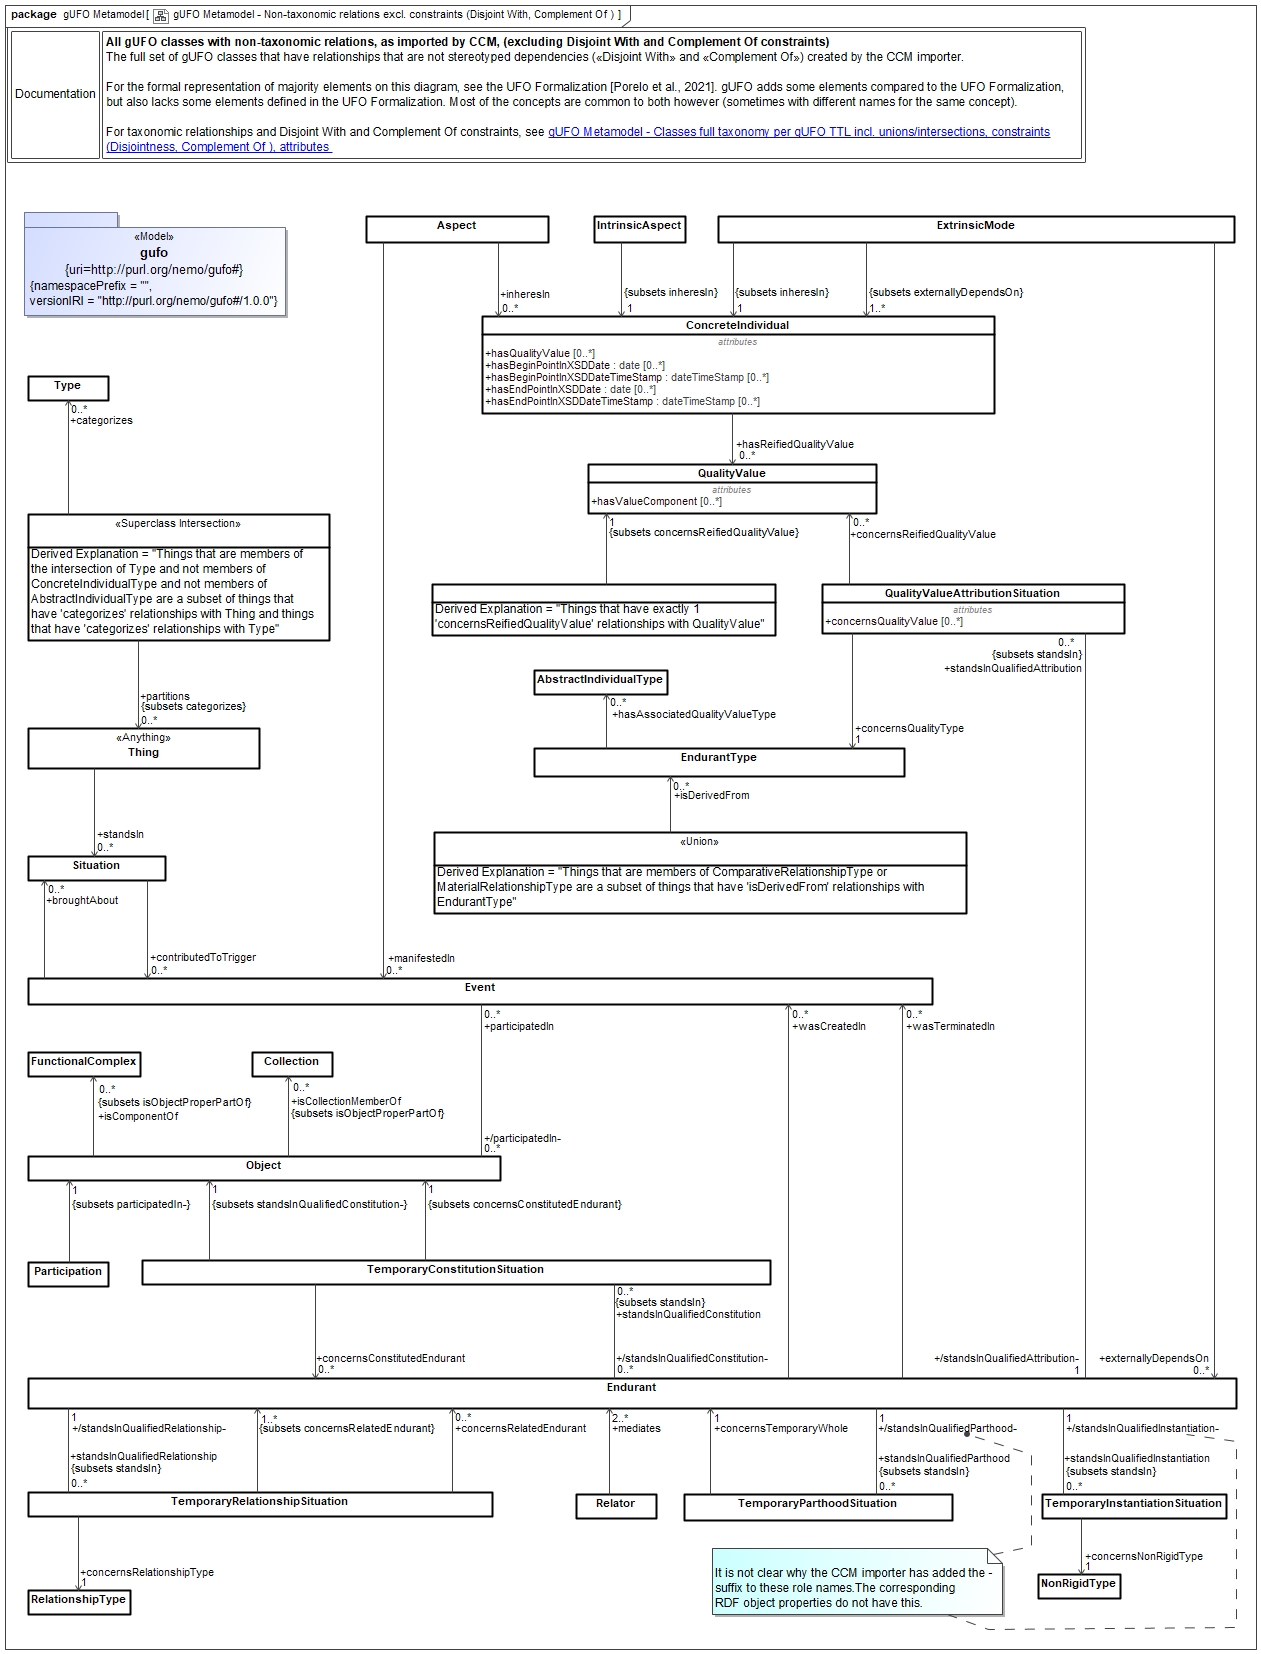 package gUFO Metamodel [ gUFO Metamodel - Non-taxonomic relations excl. constraints (Disjoint With, Complement Of ) ]
Documentation
All gUFO classes with non-taxonomic relations, as imported by CCM, (excluding Disjoint With and Complement Of constraints)
The full set of gUFO classes that have relationships that are not stereotyped dependencies («Disjoint With» and «Complement Of») created by the CCM importer.
For the formal representation of majority elements on this diagram, see the UFO Formalization [Porelo et al., 2021]. gUFO adds some elements compared to the UFO Formalization,
but also lacks some elements defined in the UFO Formalization. Most of the concepts are common to both however (sometimes with different names for the same concept).
For taxonomic relationships and Disjoint With and Complement Of constraints, see gUFO Metamodel - Classes full taxonomy per gUFO TTL incl. unions/intersections, constraints
(Disjointness, Complement Of ), attributes
«Model»
gufo
{uri=http://purl.org/nemo/gufo#}
{namespacePrefix = "",
versionIRI = "http://purl.org/nemo/gufo#/1.0.0"}
Aspect
IntrinsicAspect
ExtrinsicMode
+inheresIn
0..*
{subsets inheresIn}
1
{subsets inheresIn}
1
{subsets externallyDependsOn}
1..*
ConcreteIndividual
attributes
+hasQualityValue [0..*]
+hasBeginPointInXSDDate : date [0..*]
+hasBeginPointInXSDDateTimeStamp : dateTimeStamp [0..*]
+hasEndPointInXSDDate : date [0..*]
+hasEndPointInXSDDateTimeStamp : dateTimeStamp [0..*]
Type
0..*
+categorizes
+hasReifiedQualityValue
0..*
QualityValue
attributes
+hasValueComponent [0..*]
1
{subsets concernsReifiedQualityValue}
0..*
+concernsReifiedQualityValue
«Superclass Intersection»
Derived Explanation = "Things that are members of
the intersection of Type and not members of
ConcreteIndividualType and not members of
AbstractIndividualType are a subset of things that
have 'categorizes' relationships with Thing and things
that have 'categorizes' relationships with Type"
Derived Explanation = "Things that have exactly 1
'concernsReifiedQualityValue' relationships with QualityValue"
QualityValueAttributionSituation
attributes
+concernsQualityValue [0..*]
0..*
{subsets standsIn}
+standsInQualifiedAttribution
+partitions
{subsets categorizes}
0..*
AbstractIndividualType
0..*
+hasAssociatedQualityValueType
+concernsQualityType
1
«Anything»
Thing
EndurantType
0..*
+isDerivedFrom
+standsIn
0..*
Situation
«Union»
Derived Explanation = "Things that are members of ComparativeRelationshipType or
MaterialRelationshipType are a subset of things that have 'isDerivedFrom' relationships with
EndurantType"
0..*
+broughtAbout
+contributedToTrigger
0..*
+manifestedIn
0..*
Event
0..*
+participatedIn
0..*
+wasCreatedIn
0..*
+wasTerminatedIn
FunctionalComplex
Collection
0..*
{subsets isObjectProperPartOf}
+isComponentOf
0..*
+isCollectionMemberOf
{subsets isObjectProperPartOf}
+/participatedIn-
0..*
Object
1
{subsets participatedIn-}
1
{subsets standsInQualifiedConstitution-}
1
{subsets concernsConstitutedEndurant}
Participation
TemporaryConstitutionSituation
0..*
{subsets standsIn}
+standsInQualifiedConstitution
+concernsConstitutedEndurant
0..*
+/standsInQualifiedConstitution-
0..*
+/standsInQualifiedAttribution-
1
+externallyDependsOn
0..*
Endurant
1
+/standsInQualifiedRelationship-
1..*
{subsets concernsRelatedEndurant}
0..*
+concernsRelatedEndurant
2..*
+mediates
1
+concernsTemporaryWhole
1
+/standsInQualifiedParthood-
1
+/standsInQualifiedInstantiation-
+standsInQualifiedRelationship
{subsets standsIn}
0..*
+standsInQualifiedParthood
{subsets standsIn}
0..*
+standsInQualifiedInstantiation
{subsets standsIn}
0..*
TemporaryRelationshipSituation
Relator
TemporaryParthoodSituation
TemporaryInstantiationSituation
+concernsRelationshipType
1
+concernsNonRigidType
1
RelationshipType
It is not clear why the CCM importer has added the -
suffix to these role names.The corresponding
RDF object properties do not have this.
NonRigidType